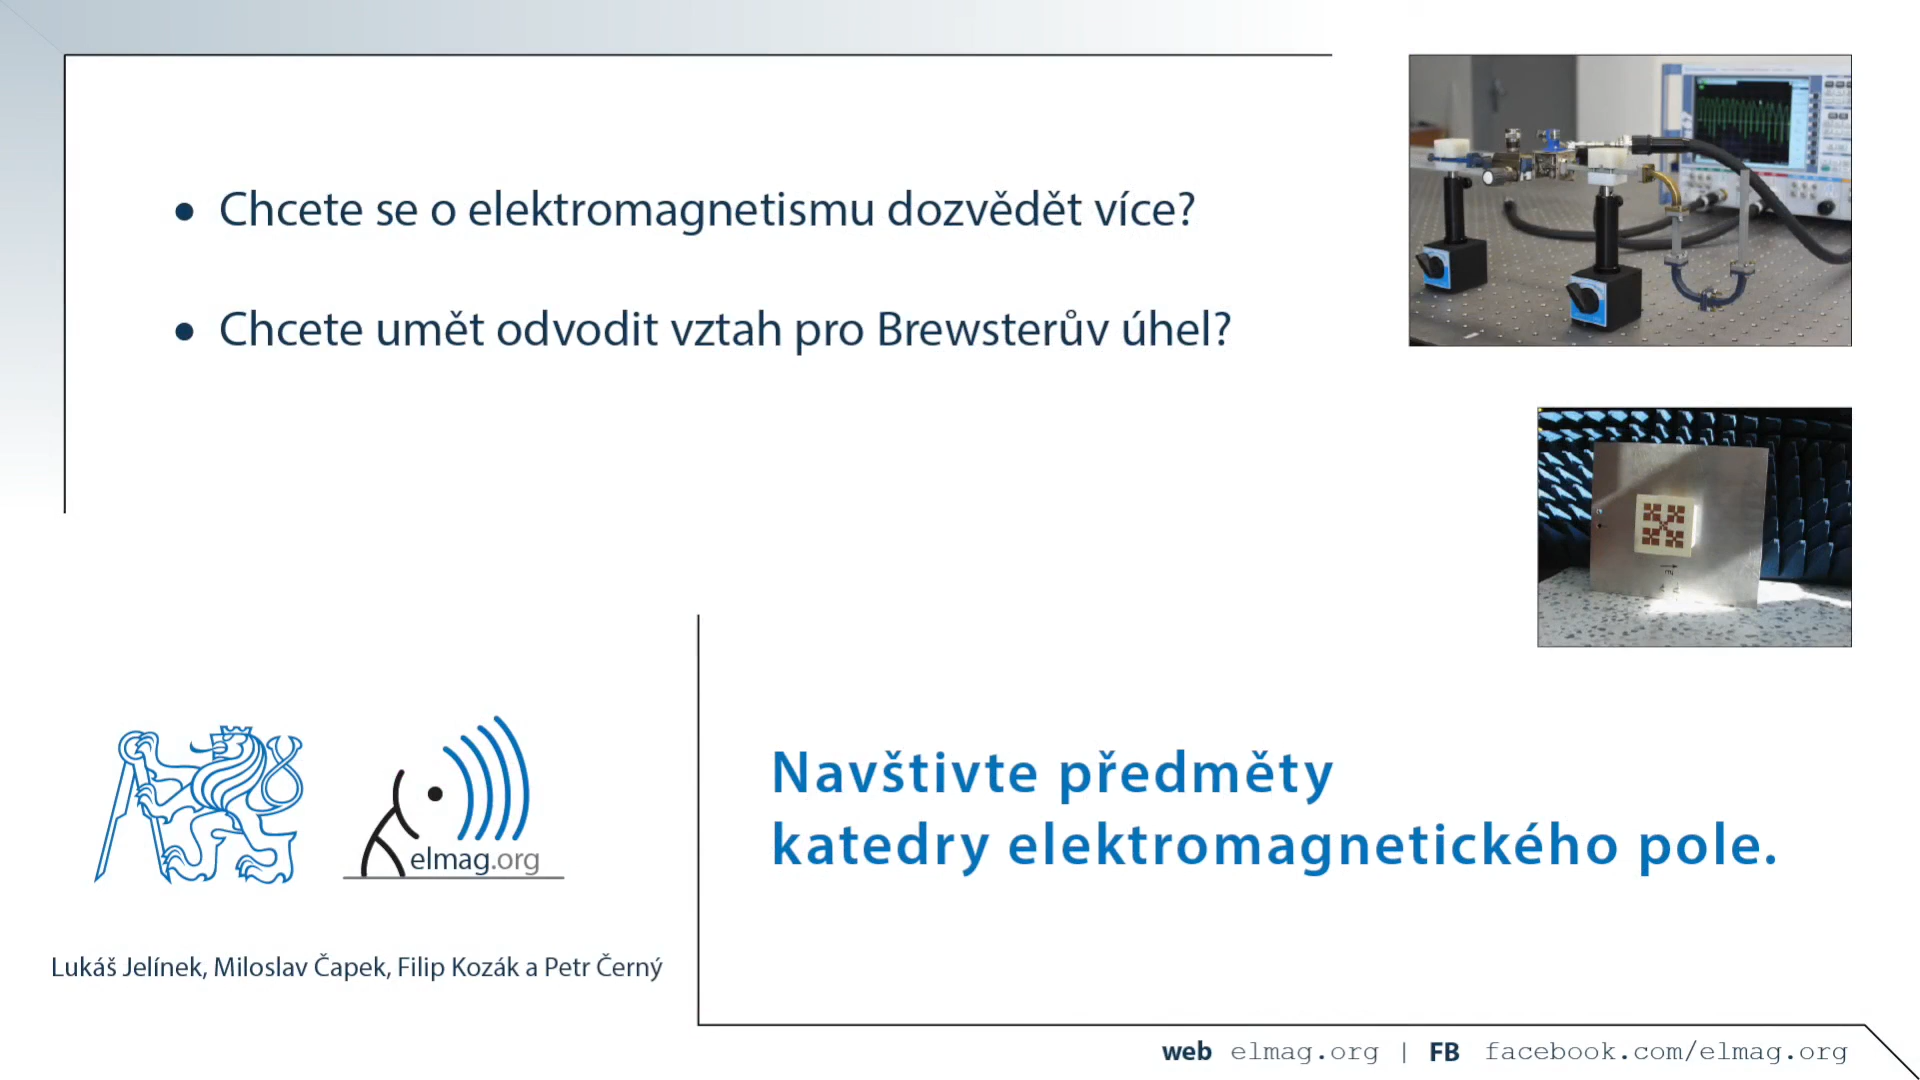 • Chcete se o elektromagnetismu dozvědět více?
• Chcete umět odvodit vztah pro Brewsterův úhel?
elmag.org
Navštivte předměty
katedry elektromagnetického pole.
Lukáš Jelínek, Miloslav Čapek, Filip Kozák a Petr Černý
web elmag.org | FB facebook.com/elmag.org